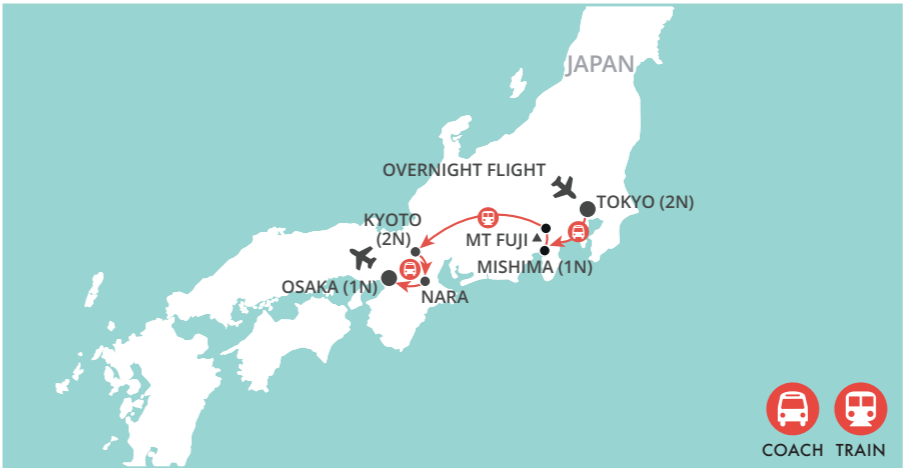 JAPAN
OVERNIGHT FLIGHT
TOKYO (2N)
KYOTO
(2N)
MT FUJI
MISHIMA (1N)
OSAKA (1N)
NARA
COACH TRAIN